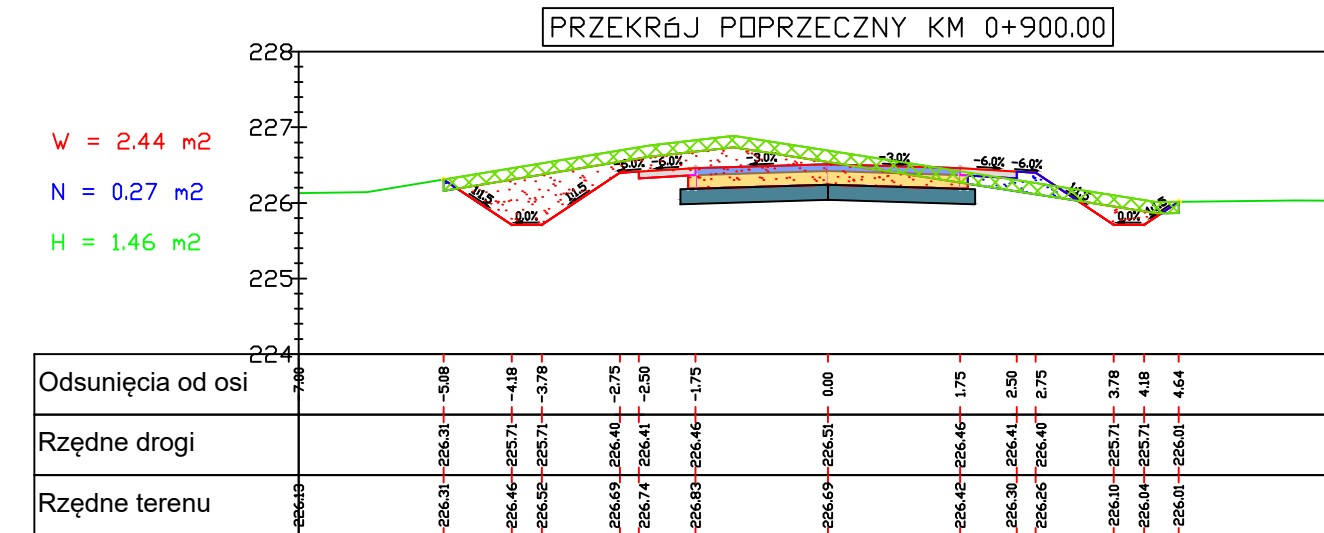 PRZEKRÓJ POPRZECZNY KM 0+900.00
228
227
226
225
224
W = 2.44 m2
N = 0.27 m2
H = 1.46 m2
1:1.5 0.0% 1:1.5 -6.0% -6.0% -3.0% -3.0% -6.0% -6.0% 1:1.5 0.0% 1:1.5
Odsunięcia od osi -7.00 -5.08 -4.18 -3.78 -2.75 -2.50 -1.75 0.00 1.75 2.50 2.75 3.78 4.18 4.64
Rzędne drogi 226.31 225.71 225.71 226.40 226.41 226.46 226.51 226.46 226.41 226.40 225.71 225.71 226.01
Rzędne terenu 226.13 226.31 226.46 226.52 226.69 226.74 226.83 226.69 226.42 226.30 226.26 226.10 226.04 226.01